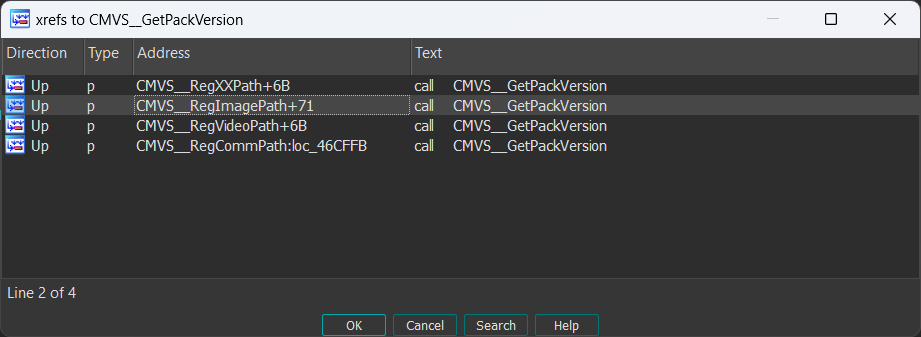 xrefs to CMVS__GetPackVersion
Direction Type Address Text
Up p CMVS__RegXXPath+6B call CMVS__GetPackVersion
Up p CMVS__RegImagePath+71 call CMVS__GetPackVersion
Up p CMVS__RegVideoPath+6B call CMVS__GetPackVersion
Up p CMVS__RegCommPath:loc_46CFFB call CMVS__GetPackVersion
Line 2 of 4
OK Cancel Search Help